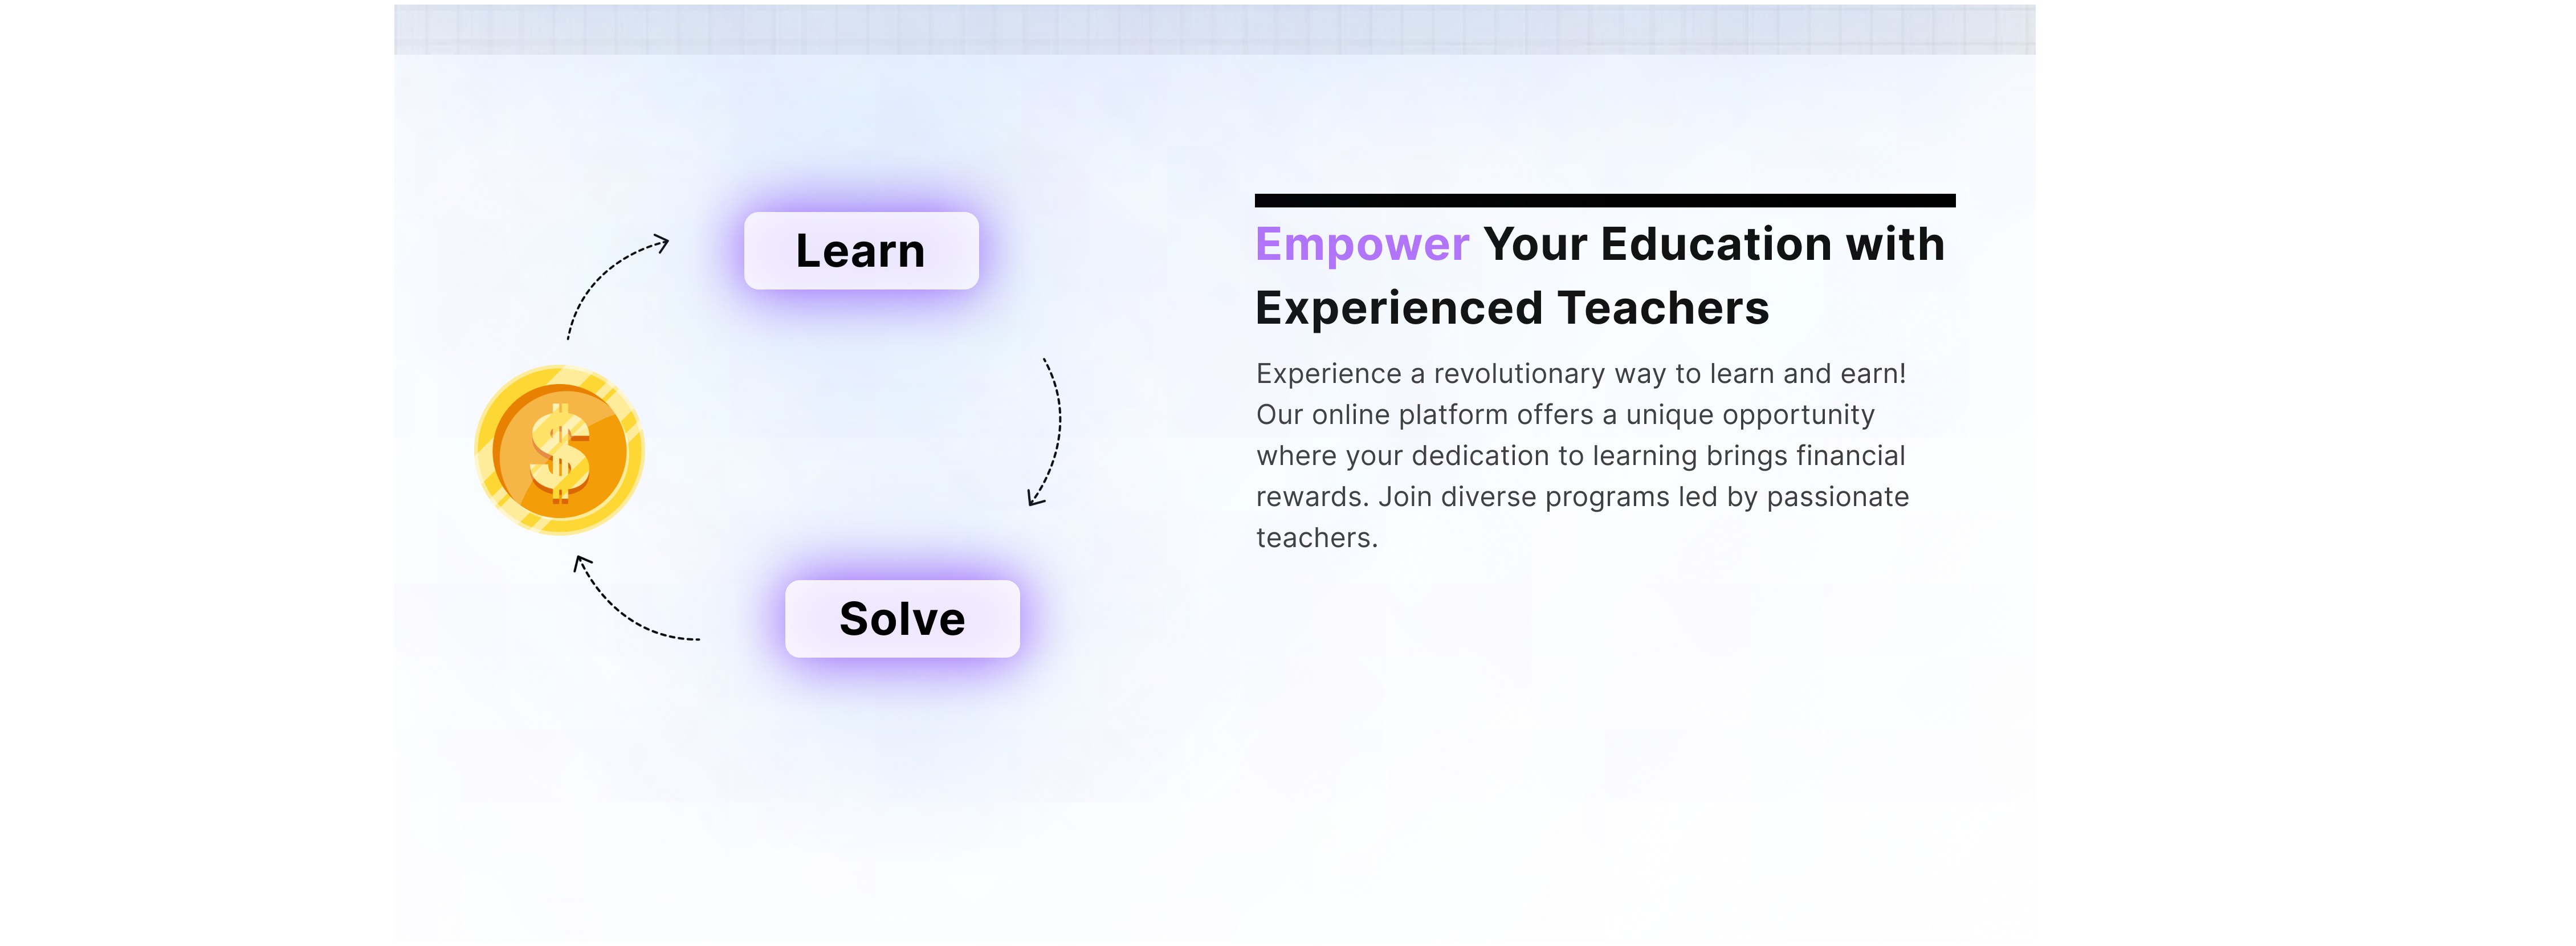 Learn
Solve
Empower Your Education with
Experienced Teachers
Experience a revolutionary way to learn and earn!
Our online platform offers a unique opportunity
where your dedication to learning brings financial
rewards. Join diverse programs led by passionate
teachers.